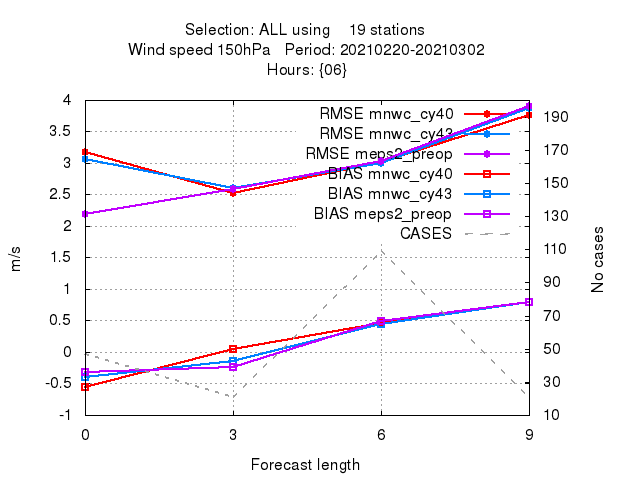 Selection: ALL using    19 stations
Wind speed 150hPa   Period: 20210220-20210302
Hours: {06}
RMSE mnwc_cy40
RMSE mnwc_cy43
RMSE meps2_preop
BIAS mnwc_cy40
BIAS mnwc_cy43
BIAS meps2_preop
CASES
4
3.5
3
2.5
2
1.5
1
0.5
0
-0.5
-1
m/s
190
170
150
130
110
90
70
50
30
10
No cases
0 3 6 9
Forecast length